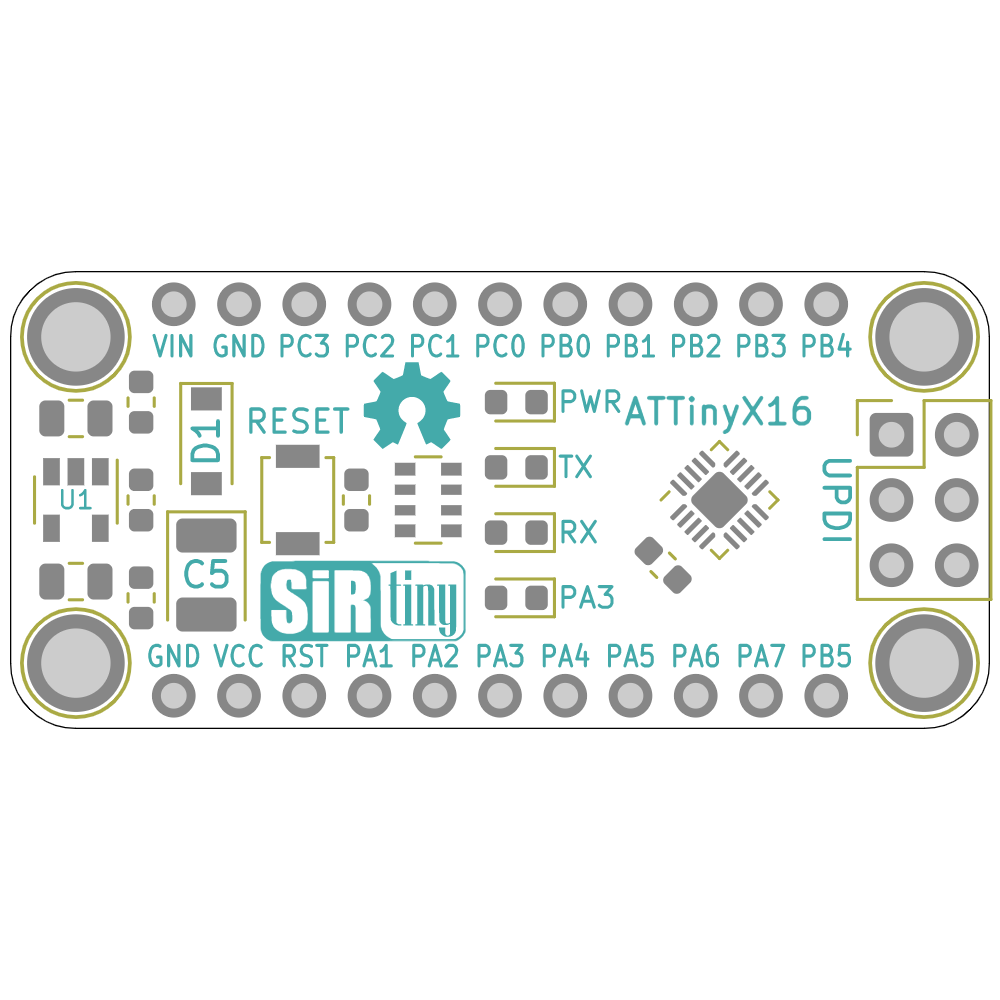 VIN GND PC3 PC2 PC1 PC0 PB0 PB1 PB2 PB3 PB4
PWR
ATTinyX16
RESET
D1
TX
UPDI
U1
RX
C5
PA3
SiR tiny
GND VCC RST PA1 PA2 PA3 PA4 PA5 PA6 PA7 PB5